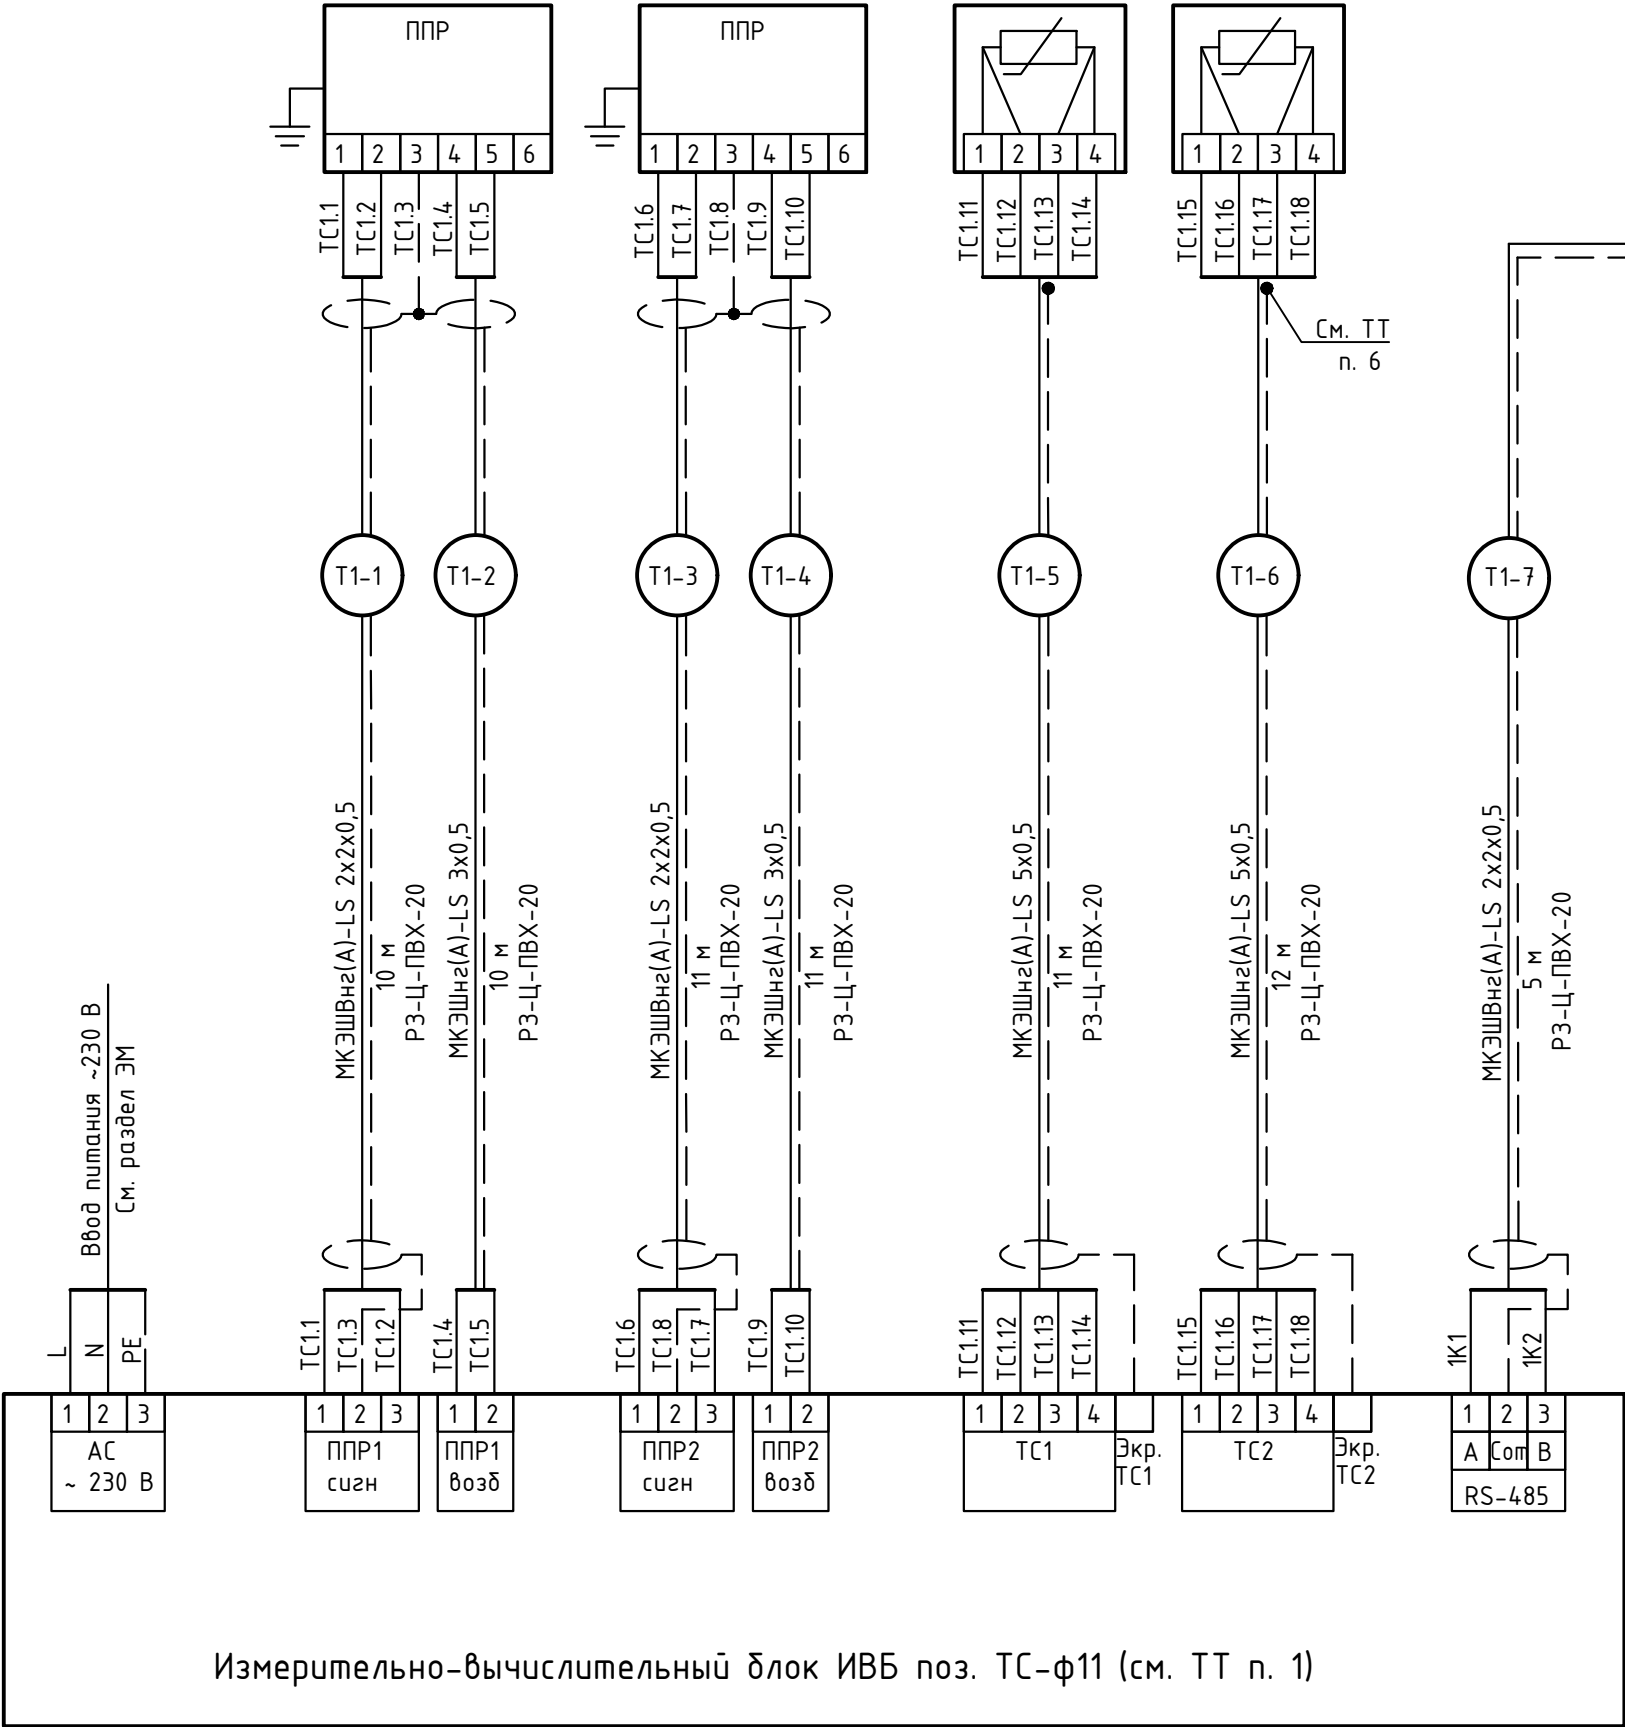 ППР
ППР
1 2 3 4 5 6
1 2 3 4 5 6
1 2 3 4
1 2 3 4
ТС1.1
ТС1.2
ТС1.3
ТС1.4
ТС1.5
ТС1.6
ТС1.7
ТС1.8
ТС1.9
ТС1.10
ТС1.11
ТС1.12
ТС1.13
ТС1.14
ТС1.15
ТС1.16
ТС1.17
ТС1.18
См. ТТ
п. 6
Т1-1
Т1-2
Т1-3
Т1-4
Т1-5
Т1-6
Т1-7
Ввод питания ~230 В
См. раздел ЭМ
МКЭШВнг(А)-LS 2х2х0,5
10 м
РЗ-Ц-ПВХ-20
МКЭШнг(А)-LS 3х0,5
10 м
РЗ-Ц-ПВХ-20
МКЭШВнг(А)-LS 2х2х0,5
11 м
РЗ-Ц-ПВХ-20
МКЭШнг(А)-LS 3х0,5
11 м
РЗ-Ц-ПВХ-20
МКЭШнг(А)-LS 5х0,5
11 м
РЗ-Ц-ПВХ-20
МКЭШнг(А)-LS 5х0,5
12 м
РЗ-Ц-ПВХ-20
МКЭШВнг(А)-LS 2х2х0,5
5 м
РЗ-Ц-ПВХ-20
L
N
PE
ТС1.1
ТС1.3
ТС1.2
ТС1.4
ТС1.5
ТС1.6
ТС1.8
ТС1.7
ТС1.9
ТС1.10
ТС1.11
ТС1.12
ТС1.13
ТС1.14
ТС1.15
ТС1.16
ТС1.17
ТС1.18
1К1
1К2
1 2 3
АС
~ 230 В
1 2 3
ППР1
сигн
1 2
ППР1
возб
1 2 3
ППР2
сигн
1 2
ППР2
возб
1 2 3 4
ТС1
Экр.
ТС1
1 2 3 4
ТС2
Экр.
ТС2
1 2 3
A Com B
RS-485
Измерительно-вычислительный блок ИВБ поз. ТС-ф11 (см. ТТ п. 1)